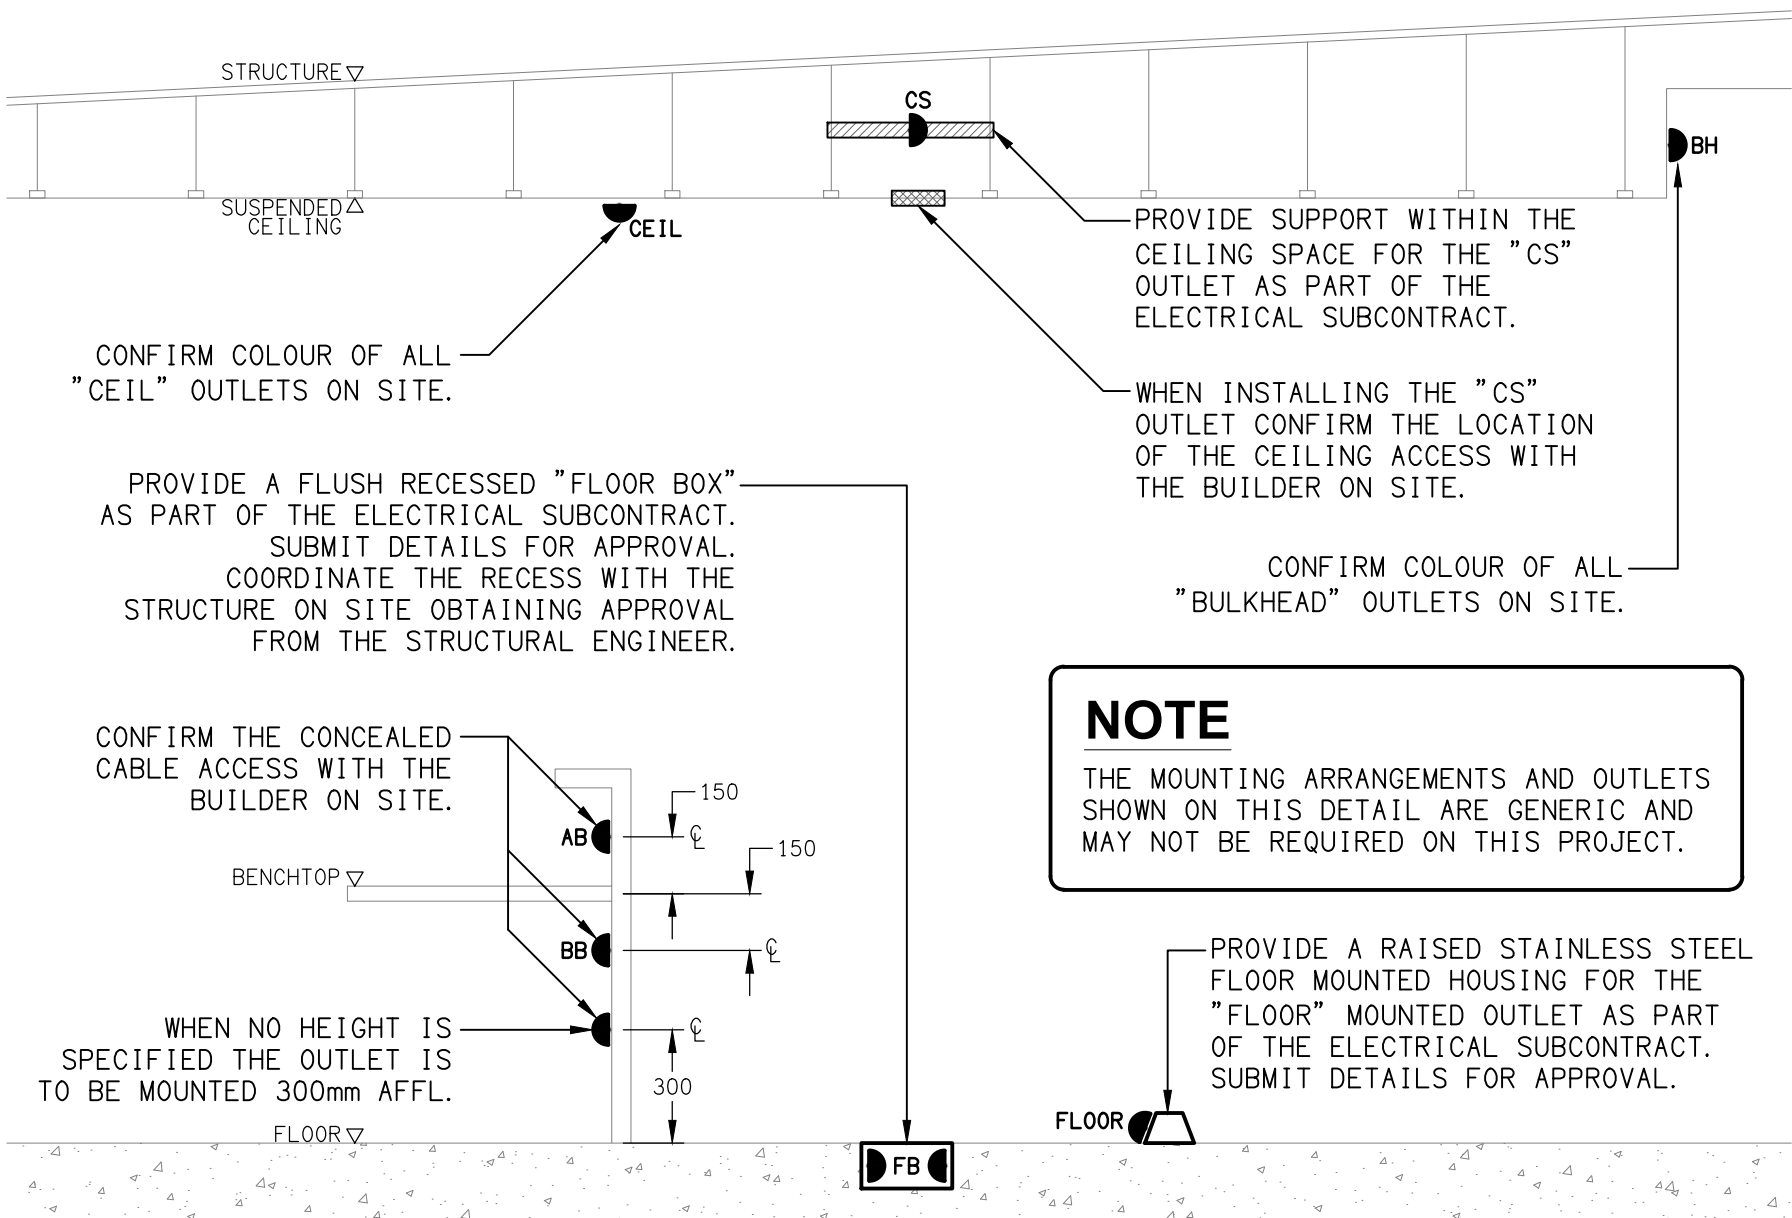 STRUCTURE
CS
BH
SUSPENDED
CEILING
CEIL
PROVIDE SUPPORT WITHIN THE
CEILING SPACE FOR THE "CS"
OUTLET AS PART OF THE
ELECTRICAL SUBCONTRACT.
CONFIRM COLOUR OF ALL
"CEIL" OUTLETS ON SITE.
WHEN INSTALLING THE "CS"
OUTLET CONFIRM THE LOCATION
OF THE CEILING ACCESS WITH
THE BUILDER ON SITE.
PROVIDE A FLUSH RECESSED "FLOOR BOX"
AS PART OF THE ELECTRICAL SUBCONTRACT.
SUBMIT DETAILS FOR APPROVAL.
COORDINATE THE RECESS WITH THE
STRUCTURE ON SITE OBTAINING APPROVAL
FROM THE STRUCTURAL ENGINEER.
CONFIRM COLOUR OF ALL
"BULKHEAD" OUTLETS ON SITE.
NOTE
THE MOUNTING ARRANGEMENTS AND OUTLETS
SHOWN ON THIS DETAIL ARE GENERIC AND
MAY NOT BE REQUIRED ON THIS PROJECT.
CONFIRM THE CONCEALED
CABLE ACCESS WITH THE
BUILDER ON SITE.
150
AB
℄
150
BENCHTOP
BB
℄
WHEN NO HEIGHT IS
SPECIFIED THE OUTLET IS
TO BE MOUNTED 300mm AFFL.
℄
300
PROVIDE A RAISED STAINLESS STEEL
FLOOR MOUNTED HOUSING FOR THE
"FLOOR" MOUNTED OUTLET AS PART
OF THE ELECTRICAL SUBCONTRACT.
SUBMIT DETAILS FOR APPROVAL.
FLOOR
FLOOR
FB